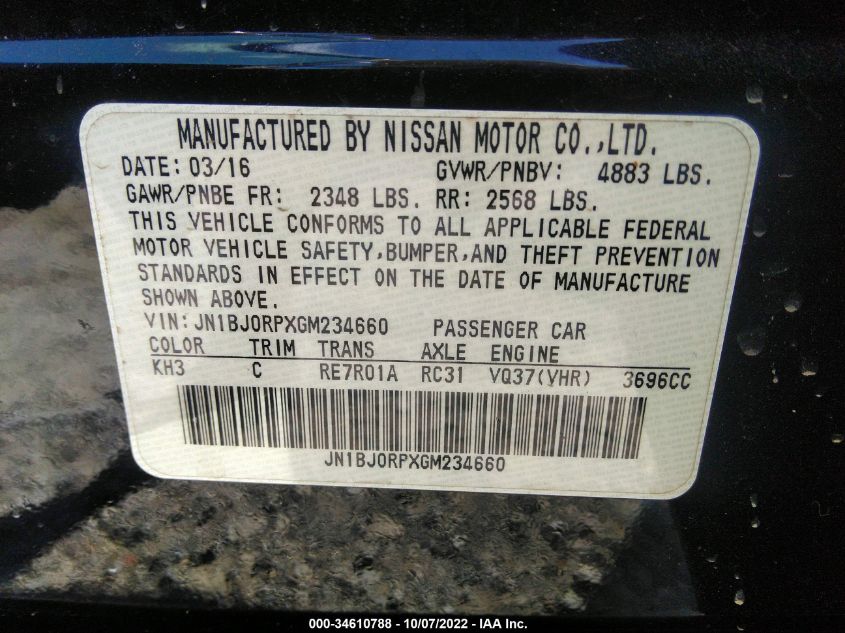 MANUFACTURED BY NISSAN MOTOR CO.,LTD.
DATE: 03/16 GVWR/PNBV: 4883 LBS.
GAWR/PNBE FR: 2348 LBS. RR: 2568 LBS.
THIS VEHICLE CONFORMS TO ALL APPLICABLE FEDERAL
MOTOR VEHICLE SAFETY,BUMPER,AND THEFT PREVENTION
STANDARDS IN EFFECT ON THE DATE OF MANUFACTURE
SHOWN ABOVE.
VIN: JN1BJ0RPXGM234660 PASSENGER CAR
COLOR TRIM TRANS AXLE ENGINE
KH3 C RE7R01A RC31 VQ37(VHR) 3696CC
JN1BJ0RPXGM234660
000-34610788 - 10/07/2022 - IAA Inc.